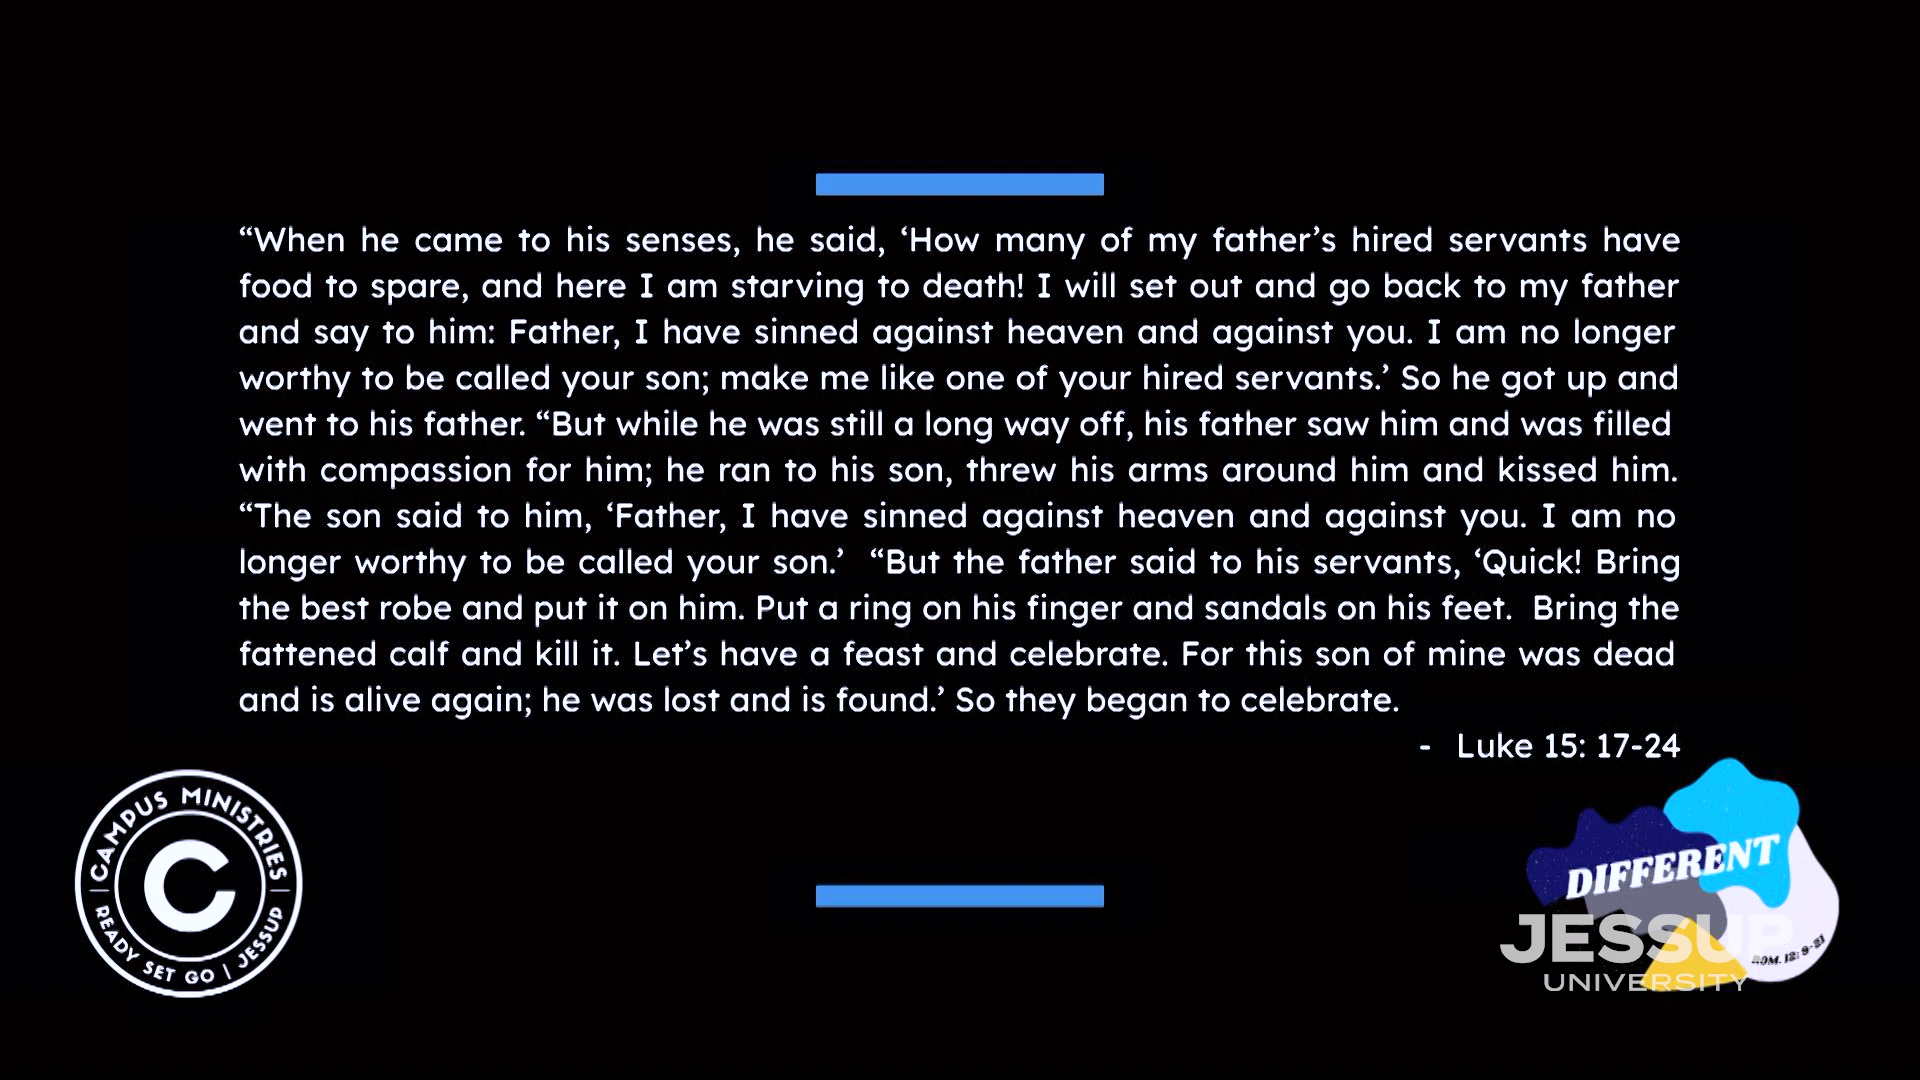 “When he came to his senses, he said, ‘How many of my father’s hired servants have
food to spare, and here I am starving to death! I will set out and go back to my father
and say to him: Father, I have sinned against heaven and against you. I am no longer
worthy to be called your son; make me like one of your hired servants.’ So he got up and
went to his father. “But while he was still a long way off, his father saw him and was filled
with compassion for him; he ran to his son, threw his arms around him and kissed him.
“The son said to him, ‘Father, I have sinned against heaven and against you. I am no
longer worthy to be called your son.’  “But the father said to his servants, ‘Quick! Bring
the best robe and put it on him. Put a ring on his finger and sandals on his feet.  Bring the
fattened calf and kill it. Let’s have a feast and celebrate. For this son of mine was dead
and is alive again; he was lost and is found.’ So they began to celebrate.
- Luke 15: 17-24
CAMPUS MINISTRIES
C
READY SET GO | JESSUP
DIFFERENT
ROM. 12: 9-21
JESSUP
UNIVERSITY